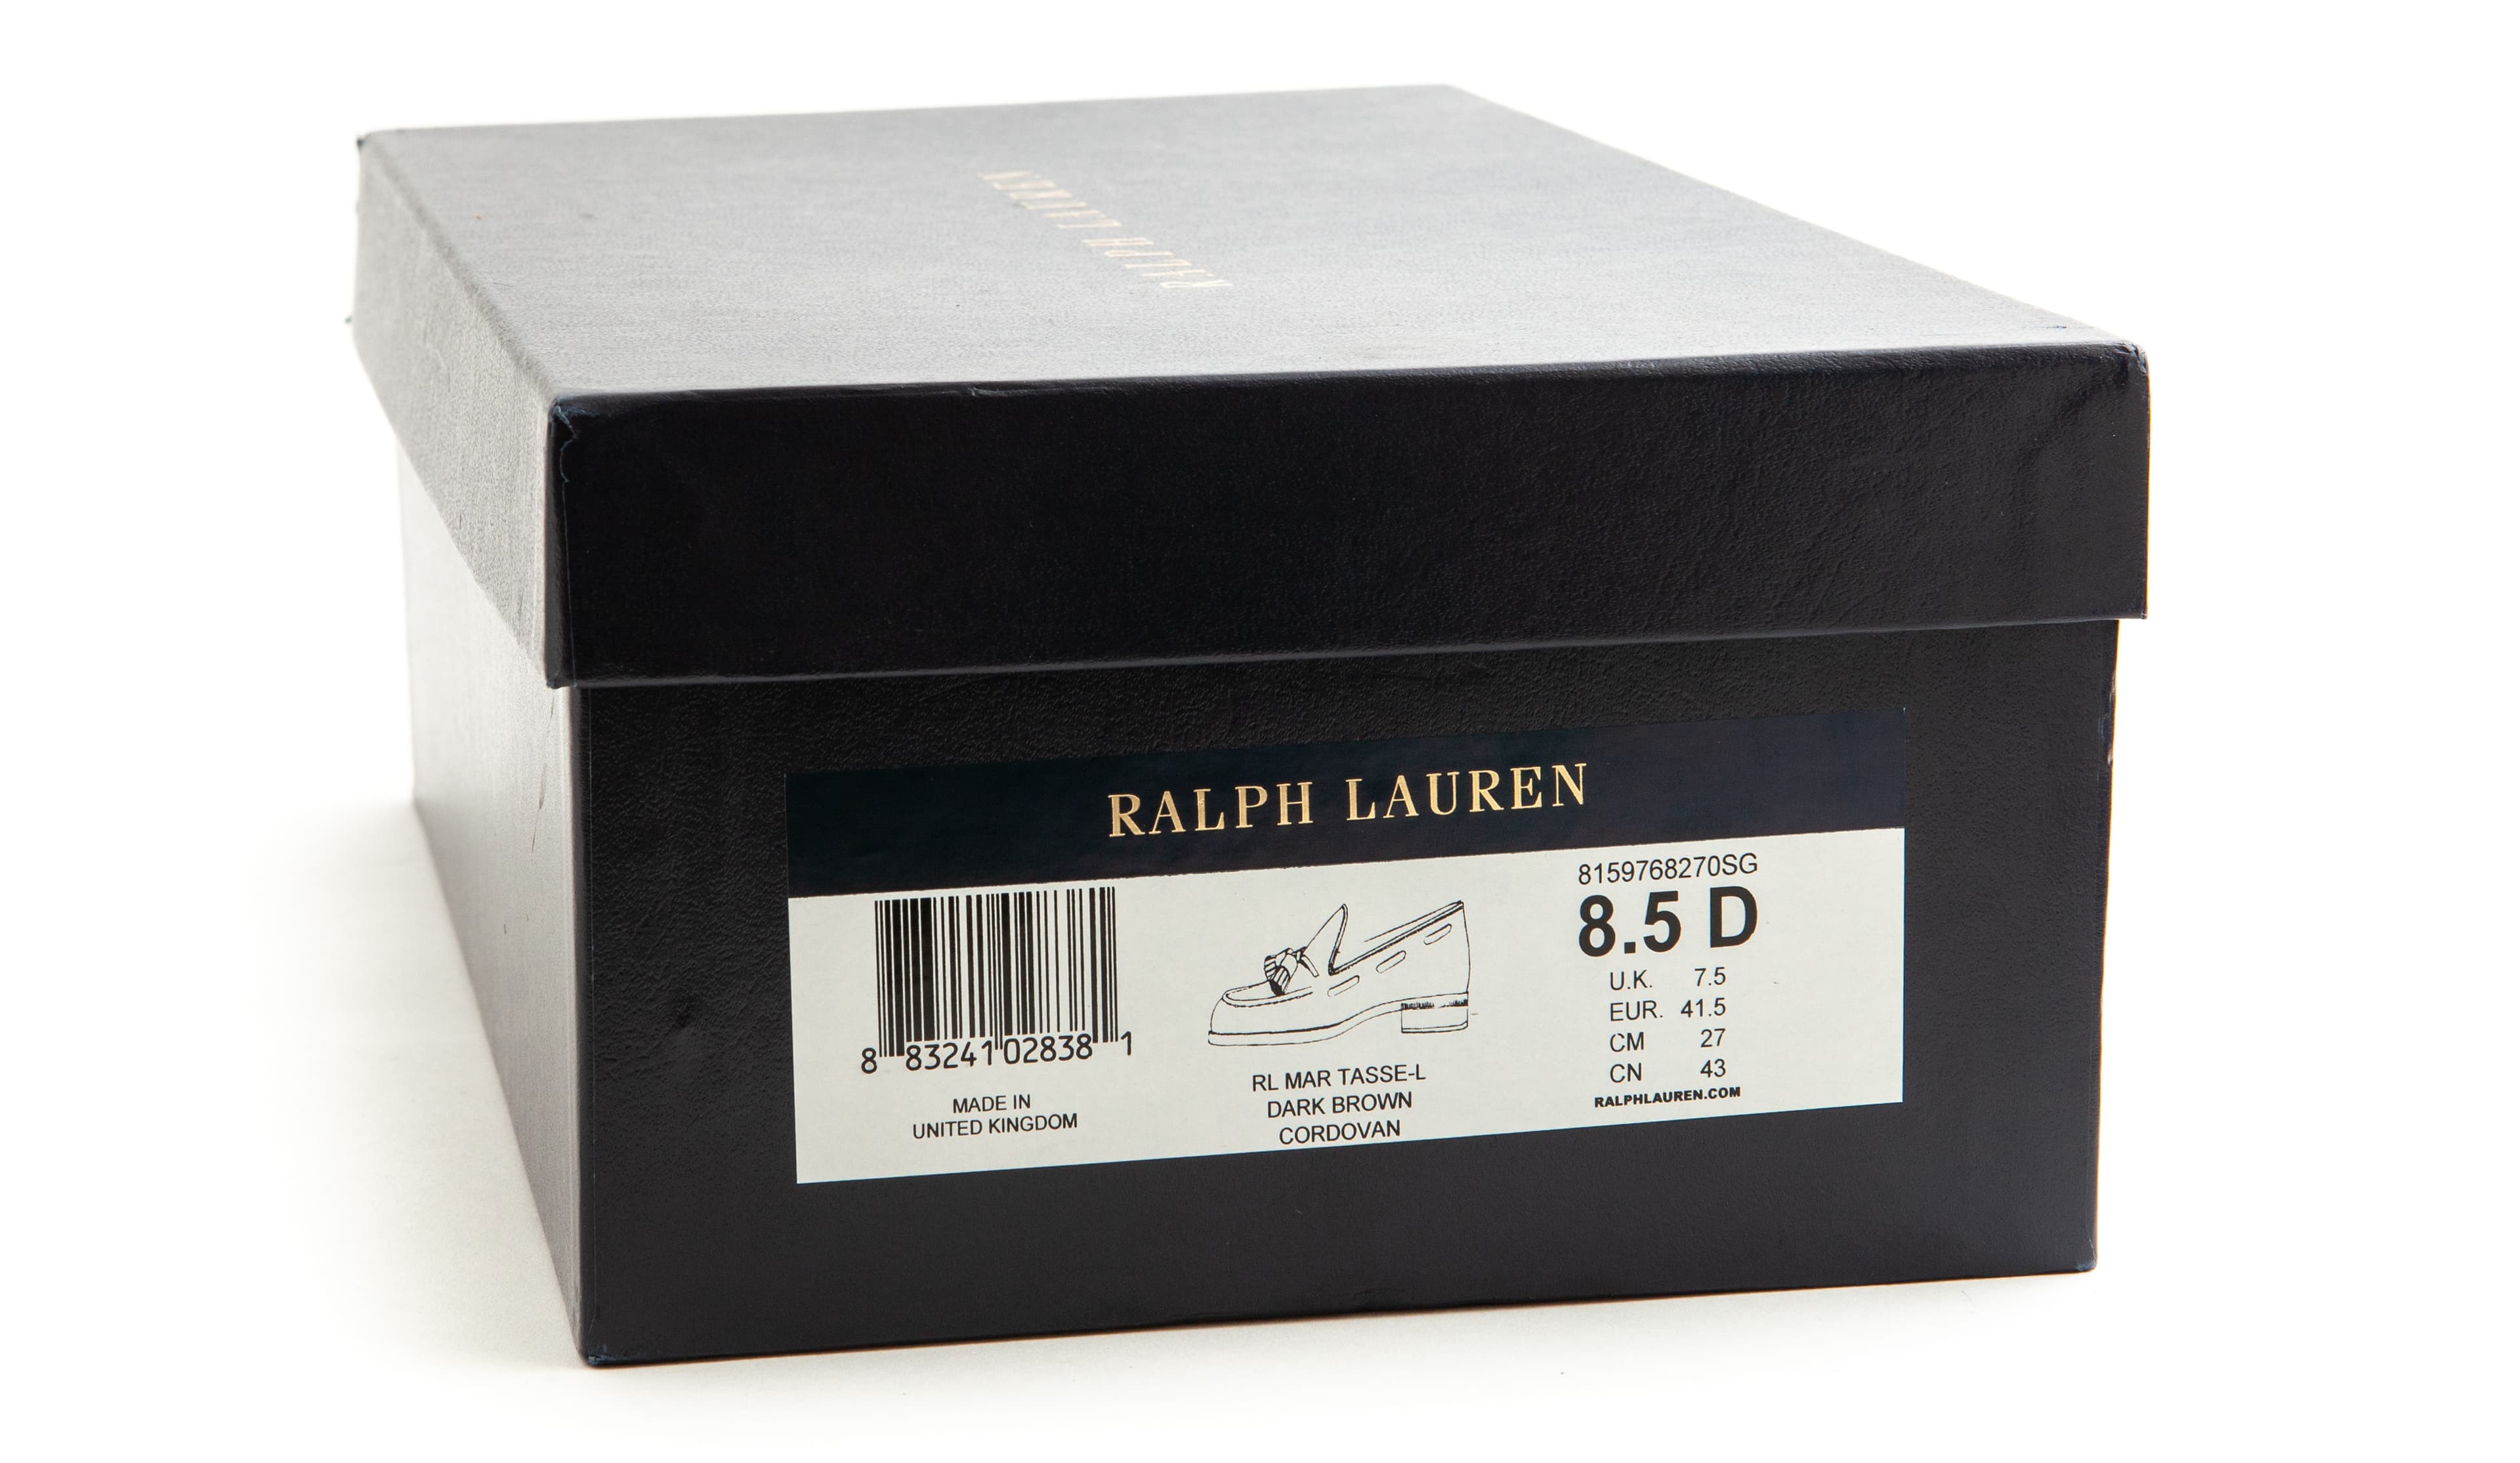 RALPH LAUREN
RALPH LAUREN
8 83241 02838 1
MADE IN
UNITED KINGDOM
RL MAR TASSE-L
DARK BROWN
CORDOVAN
8159768270SG
8.5 D
U.K. 7.5
EUR. 41.5
CM 27
CN 43
RALPHLAUREN.COM